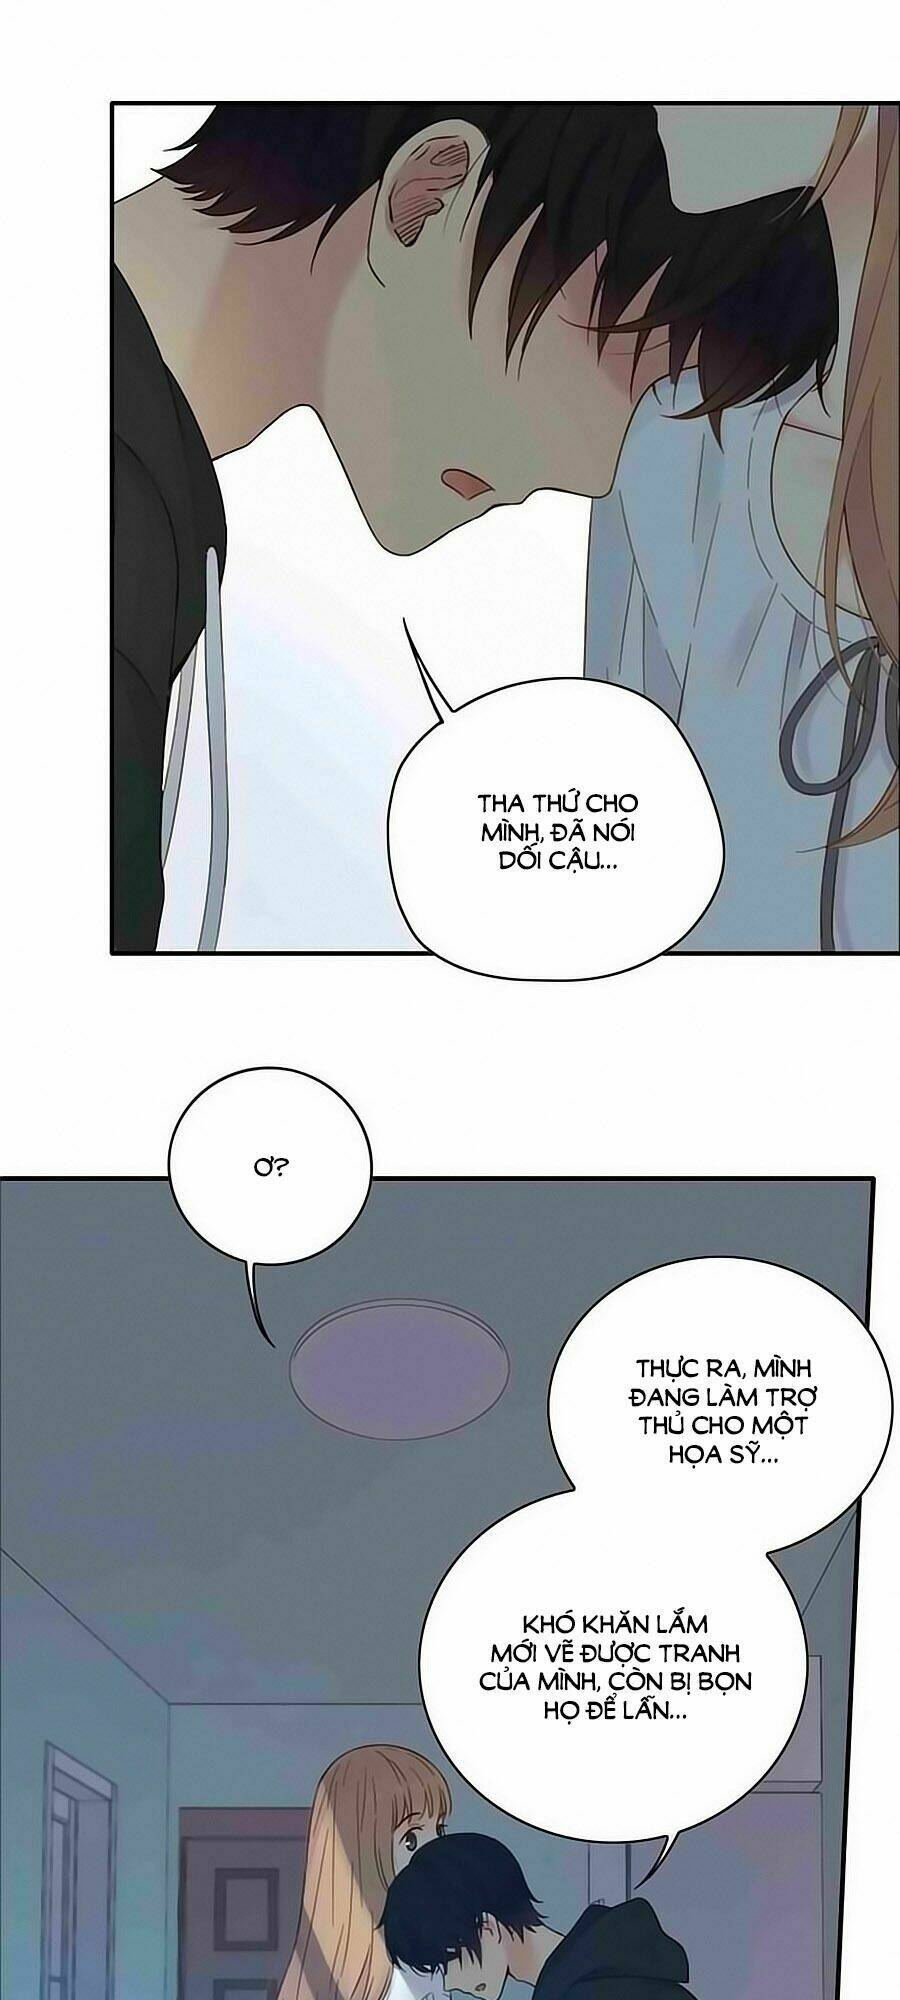 THA THỨ CHO
MÌNH, ĐÃ NÓI
DỐI CẬU...
Ơ?
THỰC RA, MÌNH
ĐANG LÀM TRỢ
THỦ CHO MỘT
HỌA SỸ...
KHÓ KHĂN LẮM
MỚI VẼ ĐƯỢC TRANH
CỦA MÌNH, CÒN BỊ BỌN
HỌ ĐỂ LẪN...